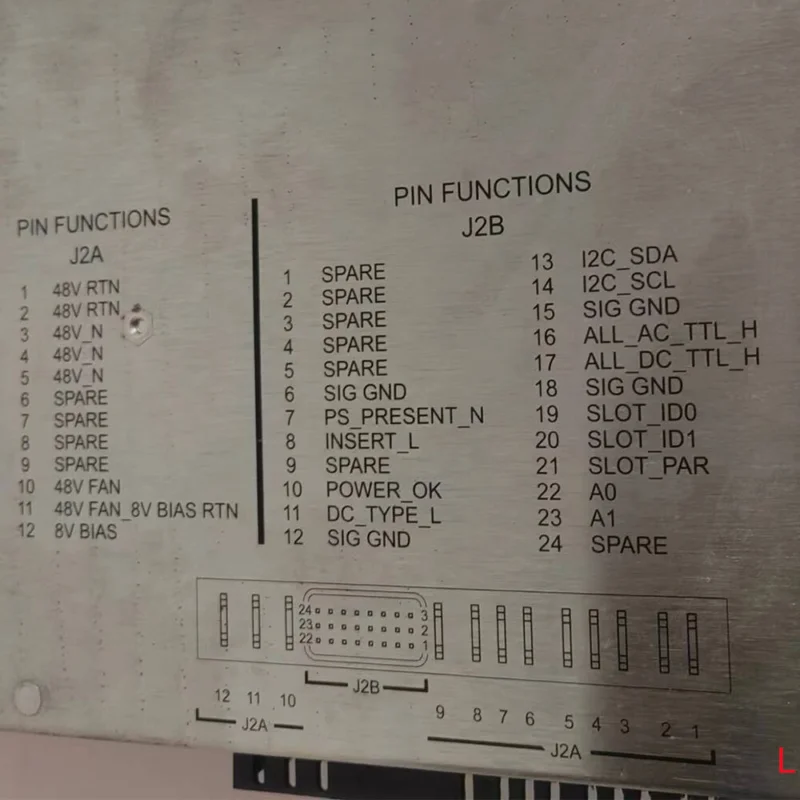 PIN FUNCTIONS
J2A
1 48V RTN
2 48V RTN
3 48V_N
4 48V_N
5 48V_N
6 SPARE
7 SPARE
8 SPARE
9 SPARE
10 48V FAN
11 48V FAN_8V BIAS RTN
12 8V BIAS
PIN FUNCTIONS
J2B
1 SPARE
2 SPARE
3 SPARE
4 SPARE
5 SPARE
6 SIG GND
7 PS_PRESENT_N
8 INSERT_L
9 SPARE
10 POWER_OK
11 DC_TYPE_L
12 SIG GND
13 I2C_SDA
14 I2C_SCL
15 SIG GND
16 ALL_AC_TTL_H
17 ALL_DC_TTL_H
18 SIG GND
19 SLOT_ID0
20 SLOT_ID1
21 SLOT_PAR
22 A0
23 A1
24 SPARE
24 3
23 2
22 1
J2B
12 11 10
J2A
9 8 7 6 5 4 3 2 1
J2A
L